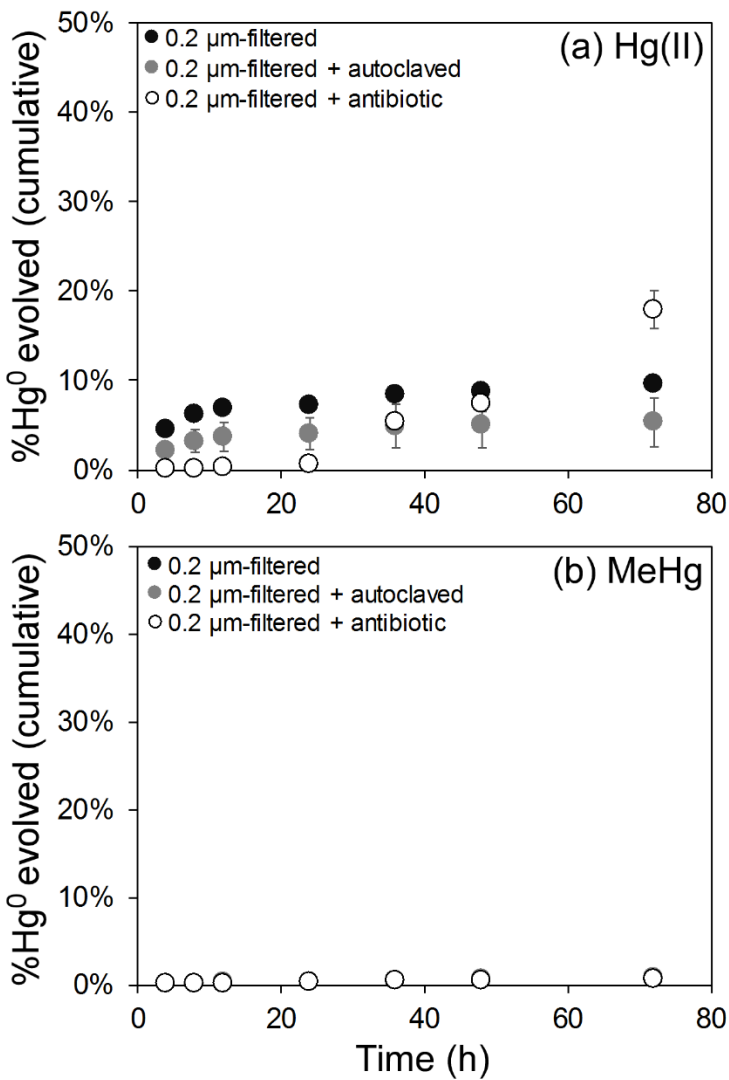 50%
40%
30%
20%
10%
0%
%Hg⁰ evolved (cumulative)
0.2 µm-filtered
0.2 µm-filtered + autoclaved
0.2 µm-filtered + antibiotic
(a) Hg(II)
0 20 40 60 80
50%
40%
30%
20%
10%
0%
%Hg⁰ evolved (cumulative)
0.2 µm-filtered
0.2 µm-filtered + autoclaved
0.2 µm-filtered + antibiotic
(b) MeHg
0 20 40 60 80
Time (h)